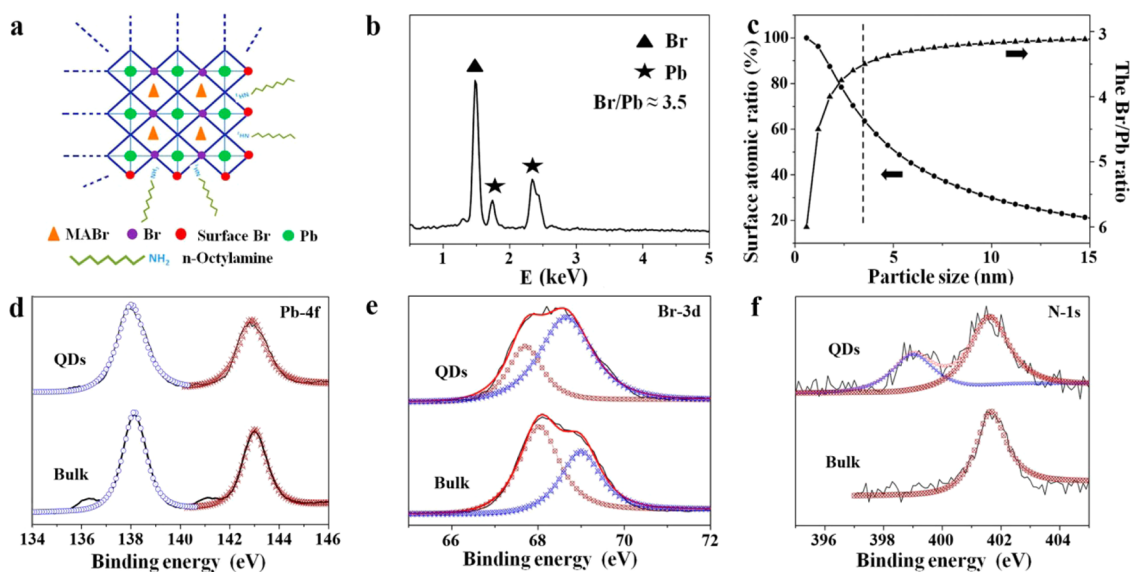 a
NH₂
NH₂
NH₂
NH₂
MABr Br Surface Br Pb
NH₂ n-Octylamine
b
Br
Pb
Br/Pb ≈ 3.5
0 1 2 3 4 5
E (keV)
c
Surface atomic ratio (%)
100
80
60
40
20
0 5 10 15
Particle size (nm)
3
4
5
6
The Br/Pb ratio
d
Pb-4f
QDs
Bulk
134 136 138 140 142 144 146
Binding energy (eV)
e
Br-3d
QDs
Bulk
66 68 70 72
Binding energy (eV)
f
N-1s
QDs
Bulk
396 398 400 402 404
Binding energy (eV)